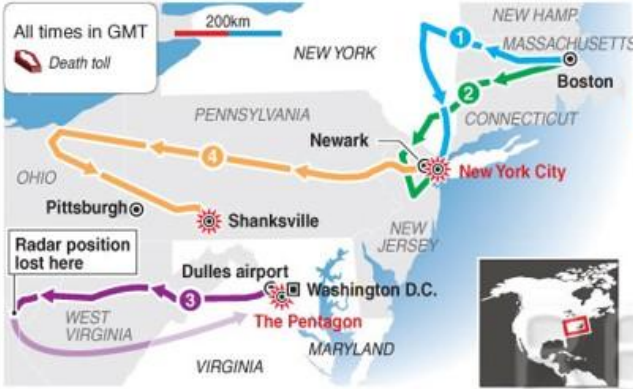 All times in GMT
Death toll
200km
NEW YORK
NEW HAMP.
MASSACHUSETTS
1
Boston
2
CONNECTICUT
PENNSYLVANIA
Newark
4
New York City
OHIO
Pittsburgh
Shanksville
NEW
JERSEY
Radar position
lost here
Dulles airport
Washington D.C.
3
WEST
VIRGINIA
The Pentagon
MARYLAND
VIRGINIA